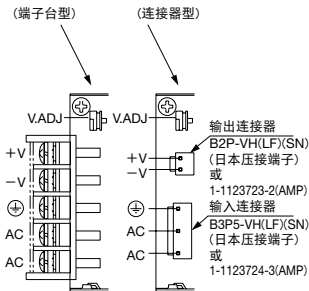 （端子台型）
（连接器型）
V.ADJ
+V
−V
AC
AC
V.ADJ
+V
−V
AC
AC
输出连接器
B2P-VH(LF)(SN)
（日本压接端子）
或
1-1123723-2(AMP)
输入连接器
B3P5-VH(LF)(SN)
（日本压接端子）
或
1-1123724-3(AMP)